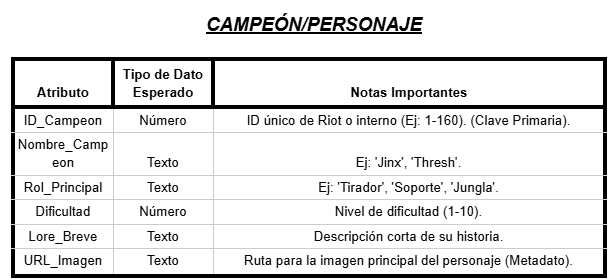 CAMPEÓN/PERSONAJE
Atributo Tipo de Dato Esperado Notas Importantes
ID_Campeon Número ID único de Riot o interno (Ej: 1-160). (Clave Primaria).
Nombre_Campeon Texto Ej: 'Jinx', 'Thresh'.
Rol_Principal Texto Ej: 'Tirador', 'Soporte', 'Jungla'.
Dificultad Número Nivel de dificultad (1-10).
Lore_Breve Texto Descripción corta de su historia.
URL_Imagen Texto Ruta para la imagen principal del personaje (Metadato).